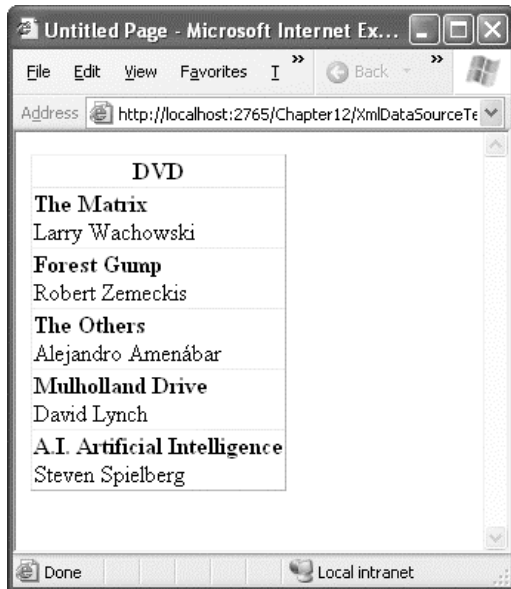 Untitled Page - Microsoft Internet Ex...
File Edit View Favorites T » Back »
Address http://localhost:2765/Chapter12/XmlDataSourceTe
DVD
The Matrix
Larry Wachowski
Forest Gump
Robert Zemeckis
The Others
Alejandro Amenábar
Mulholland Drive
David Lynch
A.I. Artificial Intelligence
Steven Spielberg
Done Local intranet